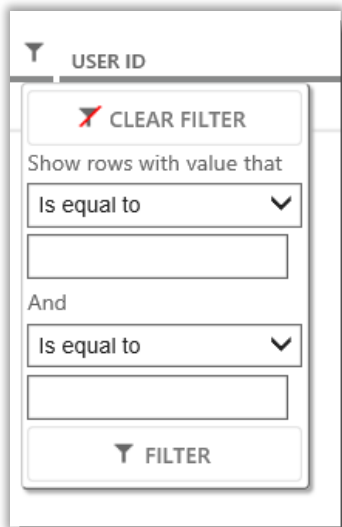 USER ID
CLEAR FILTER
Show rows with value that
Is equal to
And
Is equal to
FILTER